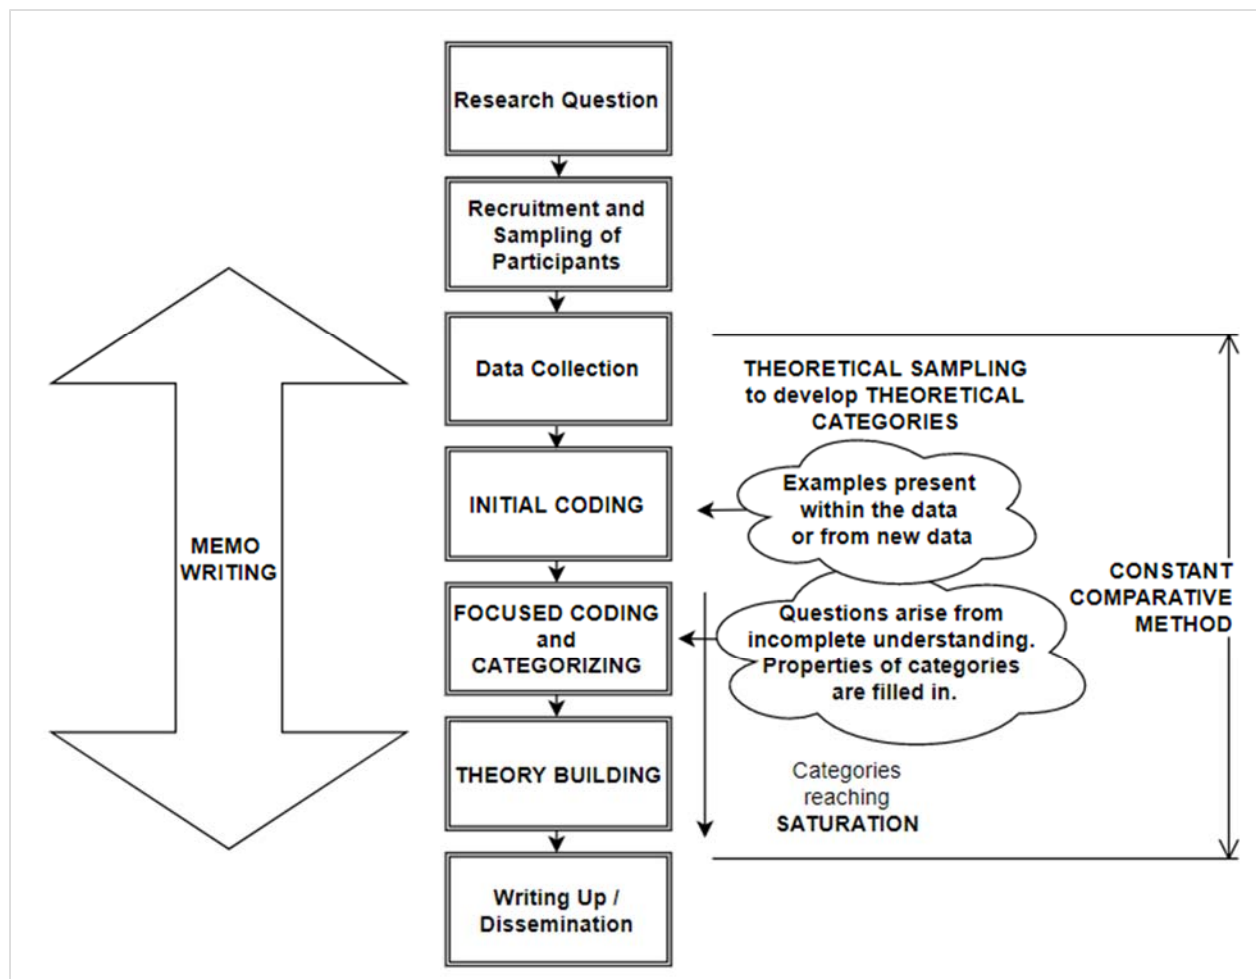 Research Question
Recruitment and
Sampling of
Participants
Data Collection
THEORETICAL SAMPLING
to develop THEORETICAL
CATEGORIES
Examples present
within the data
or from new data
INITIAL CODING
MEMO
WRITING
CONSTANT
COMPARATIVE
METHOD
FOCUSED CODING
and
CATEGORIZING
Questions arise from
incomplete understanding.
Properties of categories
are filled in.
THEORY BUILDING
Categories
reaching
SATURATION
Writing Up /
Dissemination